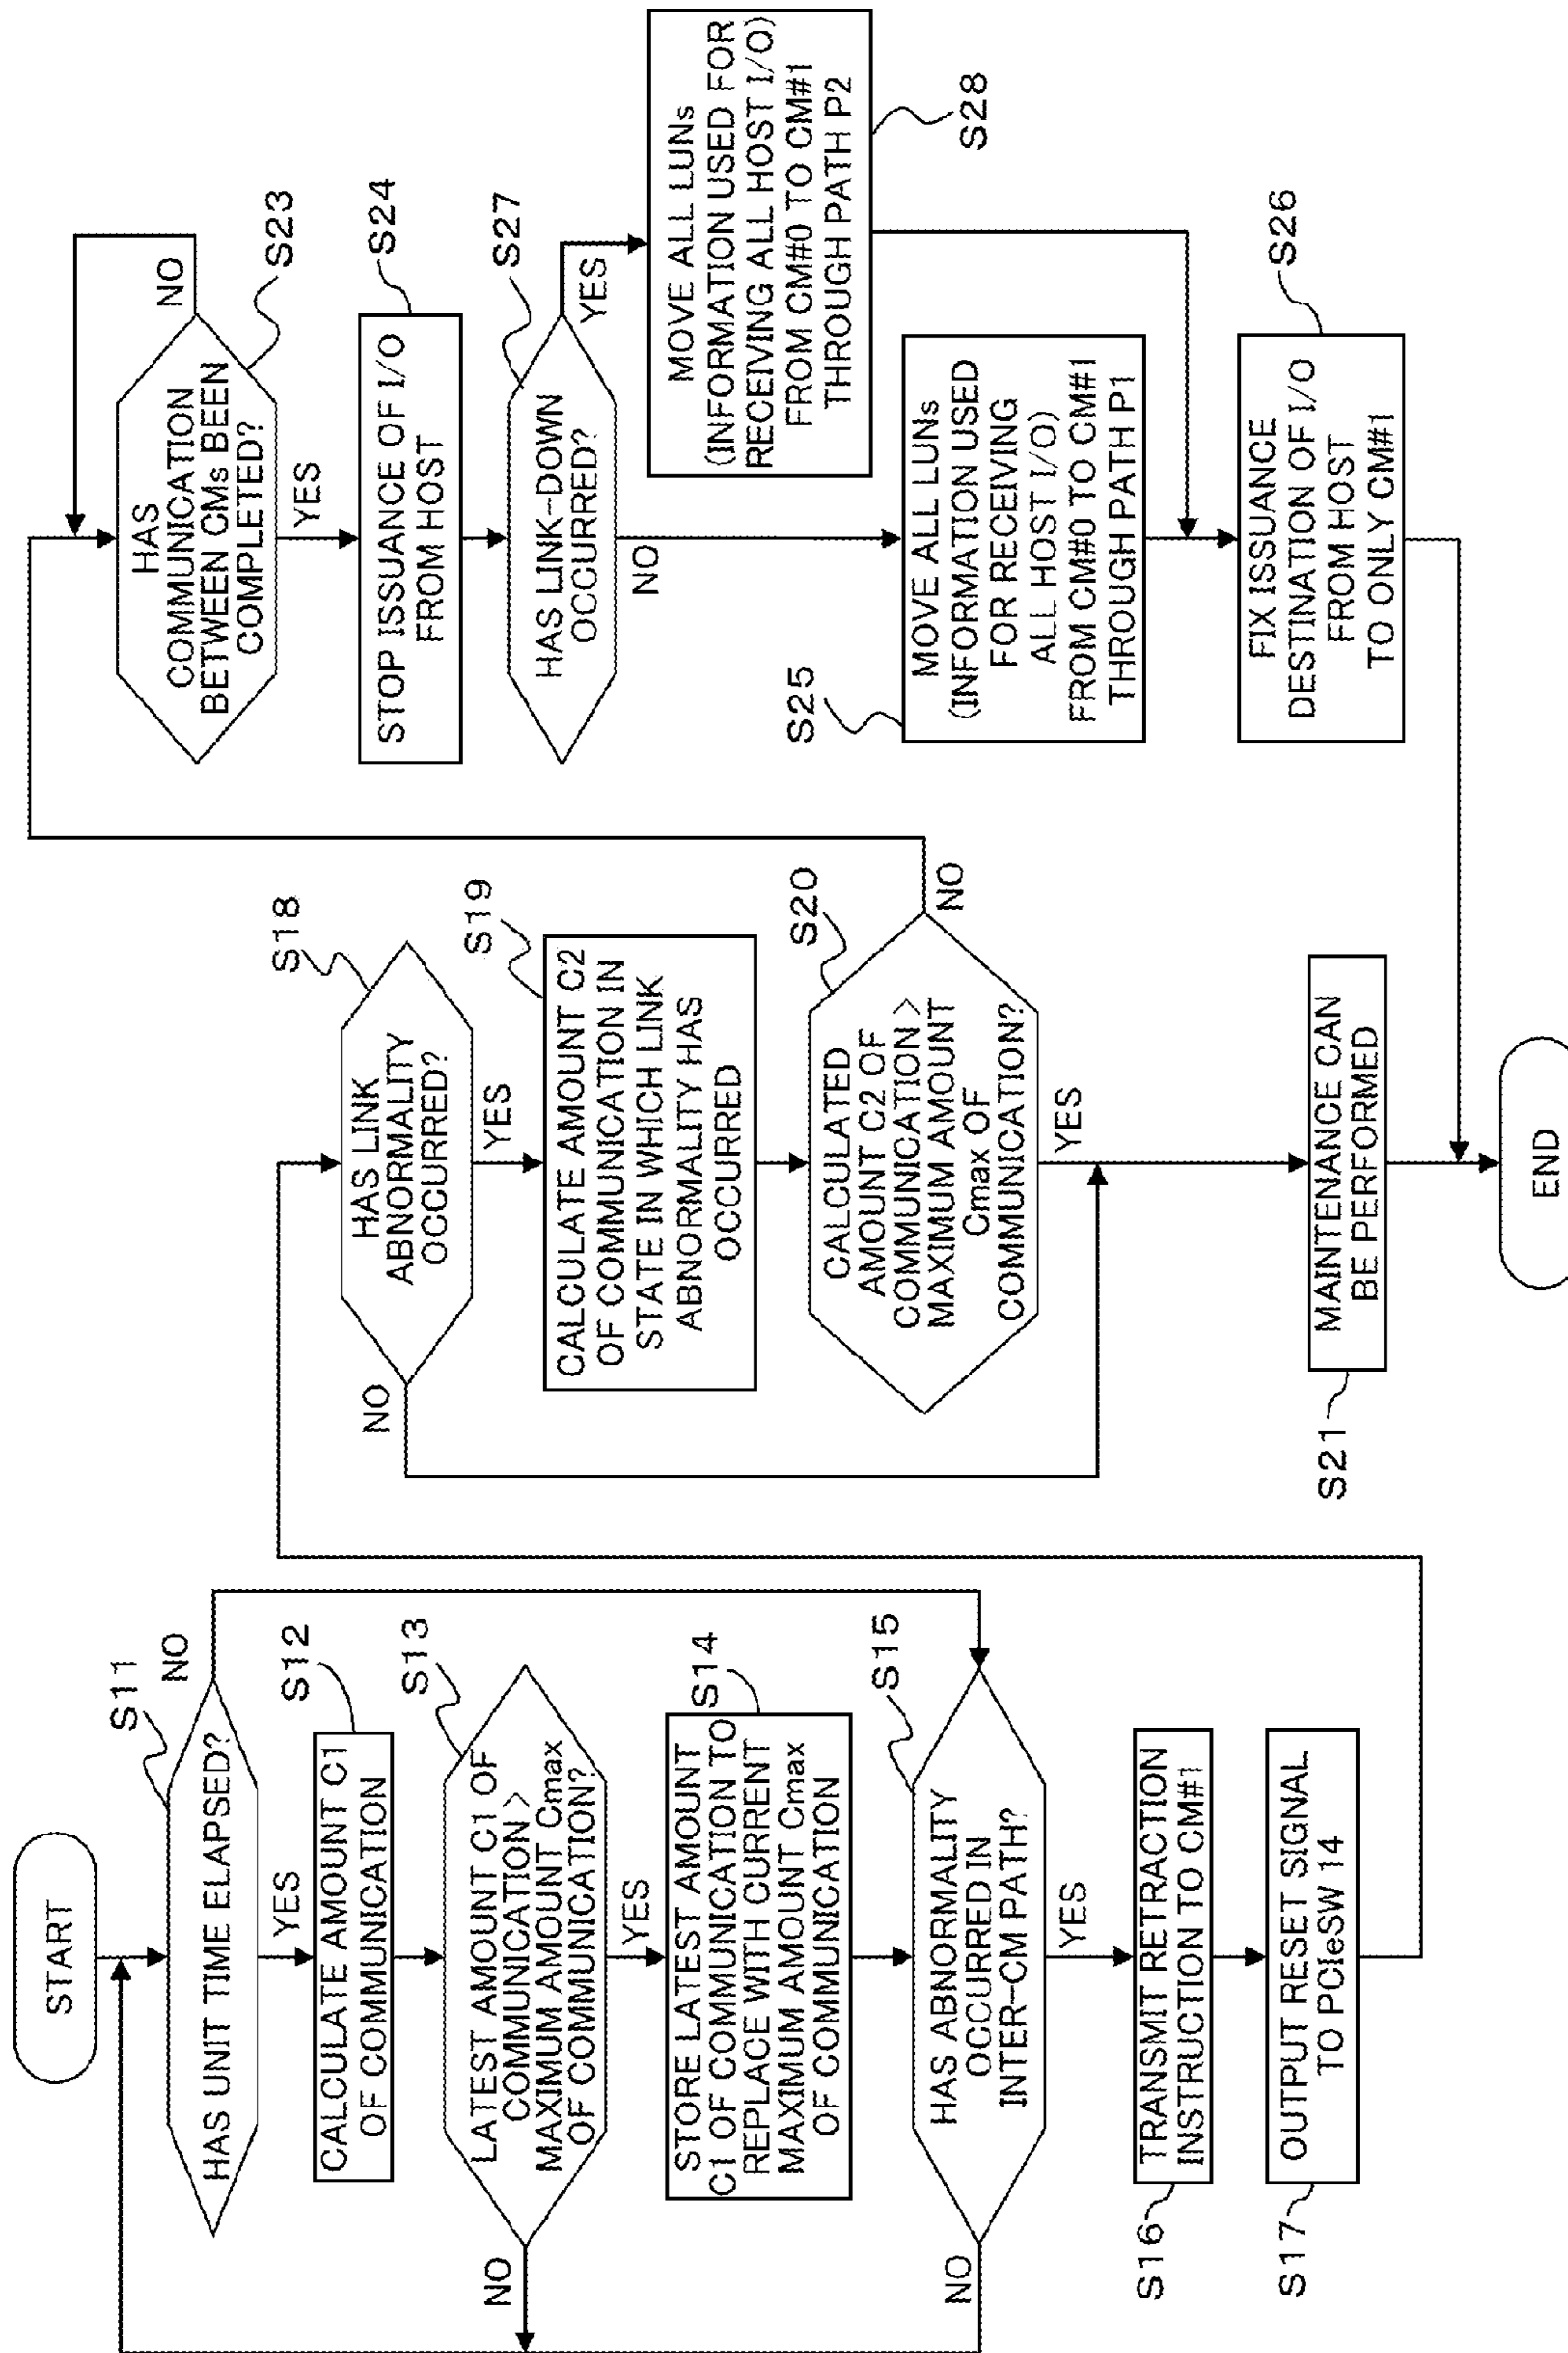 START
S11
HAS UNIT TIME ELAPSED?
NO
YES
S12
CALCULATE AMOUNT C1
OF COMMUNICATION
S13
LATEST AMOUNT C1 OF
COMMUNICATION >
MAXIMUM AMOUNT Cmax
OF COMMUNICATION?
NO
YES
S14
STORE LATEST AMOUNT
C1 OF COMMUNICATION TO
REPLACE WITH CURRENT
MAXIMUM AMOUNT Cmax
OF COMMUNICATION
S15
HAS ABNORMALITY
OCCURRED IN
INTER-CM PATH?
NO
YES
S16
TRANSMIT RETRACTION
INSTRUCTION TO CM#1
S17
OUTPUT RESET SIGNAL
TO PCIeSW 14
S18
HAS LINK
ABNORMALITY
OCCURRED?
NO
YES
S19
CALCULATE AMOUNT C2
OF COMMUNICATION IN
STATE IN WHICH LINK
ABNORMALITY HAS
OCCURRED
S20
CALCULATED
AMOUNT C2 OF
COMMUNICATION >
MAXIMUM AMOUNT
Cmax OF
COMMUNICATION?
NO
YES
S21
MAINTENANCE CAN
BE PERFORMED
END
S23
HAS
COMMUNICATION
BETWEEN CMs BEEN
COMPLETED?
NO
YES
S24
STOP ISSUANCE OF I/O
FROM HOST
S27
HAS LINK-DOWN
OCCURRED?
YES
NO
MOVE ALL LUNs
(INFORMATION USED FOR
RECEIVING ALL HOST I/O)
FROM CM#0 TO CM#1
THROUGH PATH P2
S28
S25
MOVE ALL LUNs
(INFORMATION USED
FOR RECEIVING
ALL HOST I/O)
FROM CM#0 TO CM#1
THROUGH PATH P1
S26
FIX ISSUANCE
DESTINATION OF I/O
FROM HOST
TO ONLY CM#1